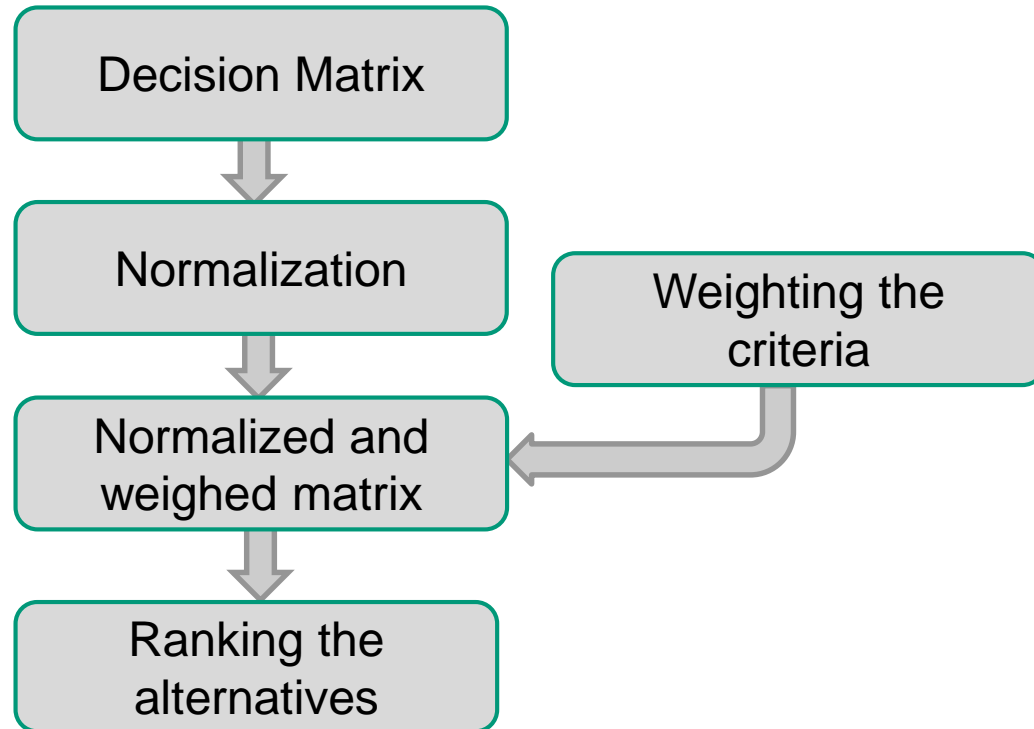 Decision Matrix
Normalization
Weighting the
criteria
Normalized and
weighed matrix
Ranking the
alternatives